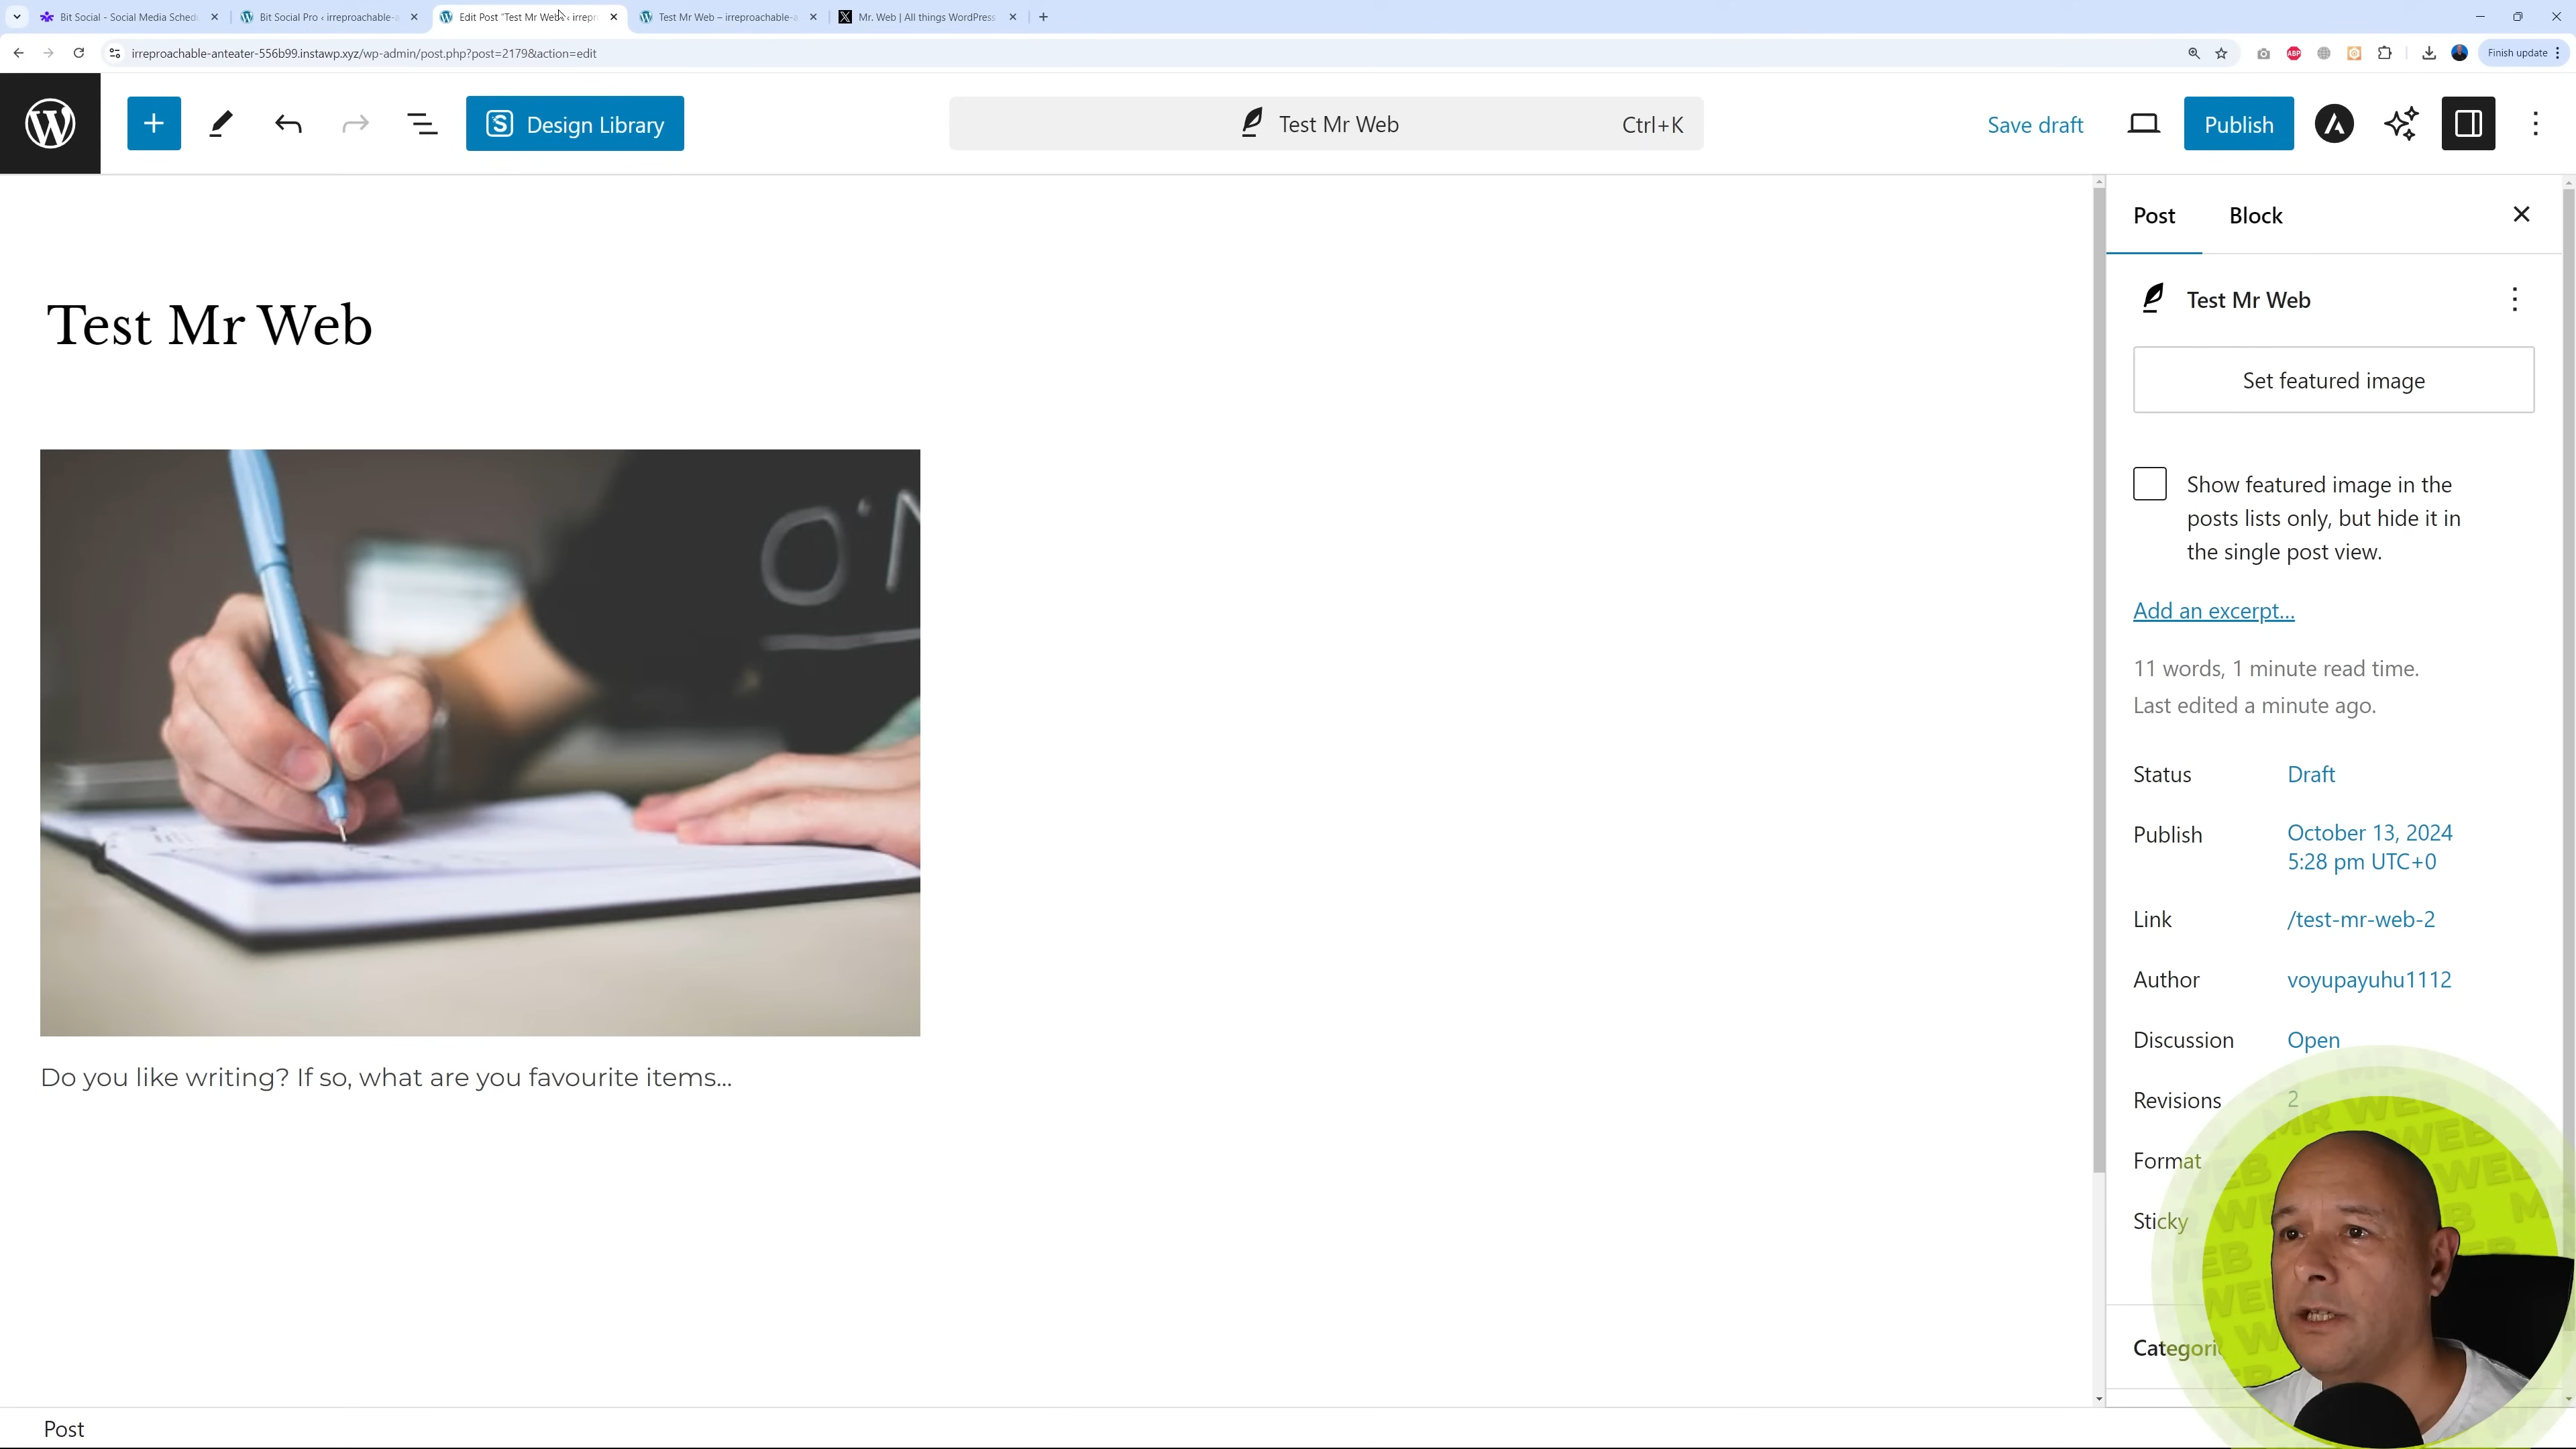 Bit Social - Social Media Sched
Bit Social Pro ‹ irreproachable-a
Edit Post "Test Mr Web" ‹ irrepr
Test Mr Web – irreproachable-a
Mr. Web | All things WordPress
irreproachable-anteater-556b99.instawp.xyz/wp-admin/post.php?post=2179&action=edit
ABP
Finish update
Design Library
Test Mr Web
Ctrl+K
Save draft
Publish
Post
Block
Test Mr Web
Test Mr Web
Set featured image
Show featured image in the
posts lists only, but hide it in
the single post view.
Add an excerpt...
11 words, 1 minute read time.
Last edited a minute ago.
Status
Draft
Publish
October 13, 2024
5:28 pm UTC+0
Link
/test-mr-web-2
Author
voyupayuhu1112
Discussion
Open
Do you like writing? If so, what are you favourite items...
Revisions
2
Format
Sticky
Categori
Post